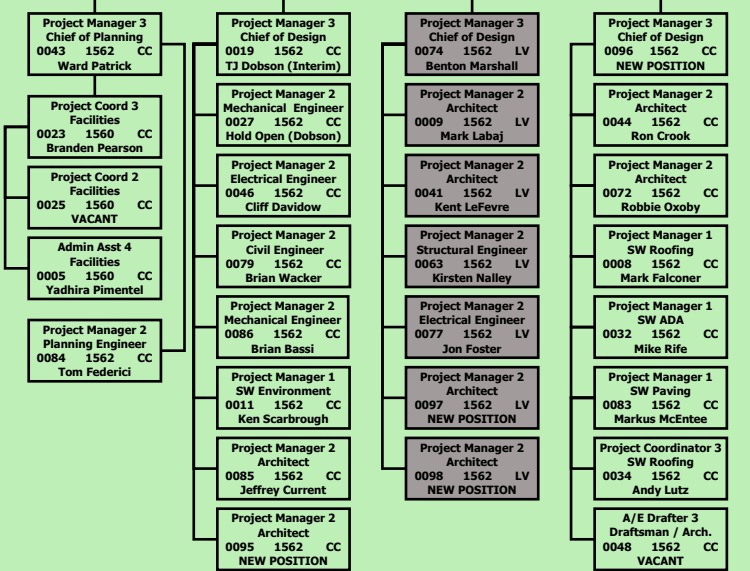 Project Manager 3
Chief of Planning
0043 1562 CC
Ward Patrick
Project Coord 3
Facilities
0023 1560 CC
Branden Pearson
Project Coord 2
Facilities
0025 1560 CC
VACANT
Admin Asst 4
Facilities
0005 1560 CC
Yadhira Pimentel
Project Manager 2
Planning Engineer
0084 1562 CC
Tom Federici
Project Manager 3
Chief of Design
0019 1562 CC
TJ Dobson (Interim)
Project Manager 2
Mechanical Engineer
0027 1562 CC
Hold Open (Dobson)
Project Manager 2
Electrical Engineer
0046 1562 CC
Cliff Davidow
Project Manager 2
Civil Engineer
0079 1562 CC
Brian Wacker
Project Manager 2
Mechanical Engineer
0086 1562 CC
Brian Bassi
Project Manager 1
SW Environment
0011 1562 CC
Ken Scarbrough
Project Manager 2
Architect
0085 1562 CC
Jeffrey Current
Project Manager 2
Architect
0095 1562 CC
NEW POSITION
Project Manager 3
Chief of Design
0074 1562 LV
Benton Marshall
Project Manager 2
Architect
0009 1562 LV
Mark Labaj
Project Manager 2
Architect
0041 1562 LV
Kent LeFevre
Project Manager 2
Structural Engineer
0063 1562 LV
Kirsten Nalley
Project Manager 2
Electrical Engineer
0077 1562 LV
Jon Foster
Project Manager 2
Architect
0097 1562 LV
NEW POSITION
Project Manager 2
Architect
0098 1562 LV
NEW POSITION
Project Manager 3
Chief of Design
0096 1562 CC
NEW POSITION
Project Manager 2
Architect
0044 1562 CC
Ron Crook
Project Manager 2
Architect
0072 1562 CC
Robbie Oxoby
Project Manager 1
SW Roofing
0008 1562 CC
Mark Falconer
Project Manager 1
SW ADA
0032 1562 CC
Mike Rife
Project Manager 1
SW Paving
0083 1562 CC
Markus McEntee
Project Coordinator 3
SW Roofing
0034 1562 CC
Andy Lutz
A/E Drafter 3
Draftsman / Arch.
0048 1562 CC
VACANT